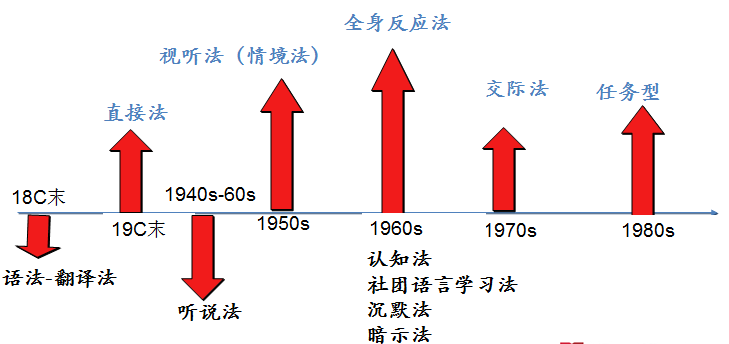 全身反应法
视听法（情境法）
交际法
任务型
直接法
18C末
1940s-60s
19C末
1950s
1960s
1970s
1980s
语法-翻译法
听说法
认知法
社团语言学习法
沉默法
暗示法